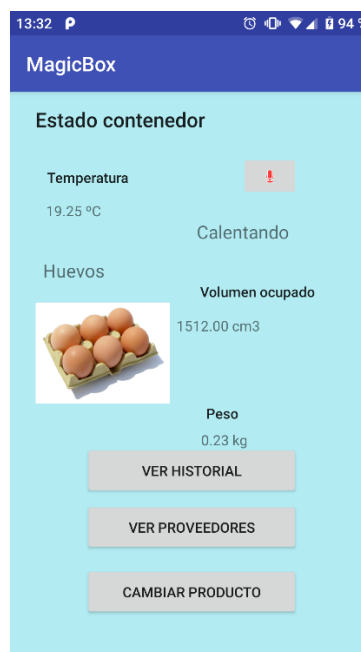 13:32 94 %
MagicBox
Estado contenedor
Temperatura
19.25 ºC
Calentando
Huevos
Volumen ocupado
1512.00 cm3
Peso
0.23 kg
VER HISTORIAL
VER PROVEEDORES
CAMBIAR PRODUCTO